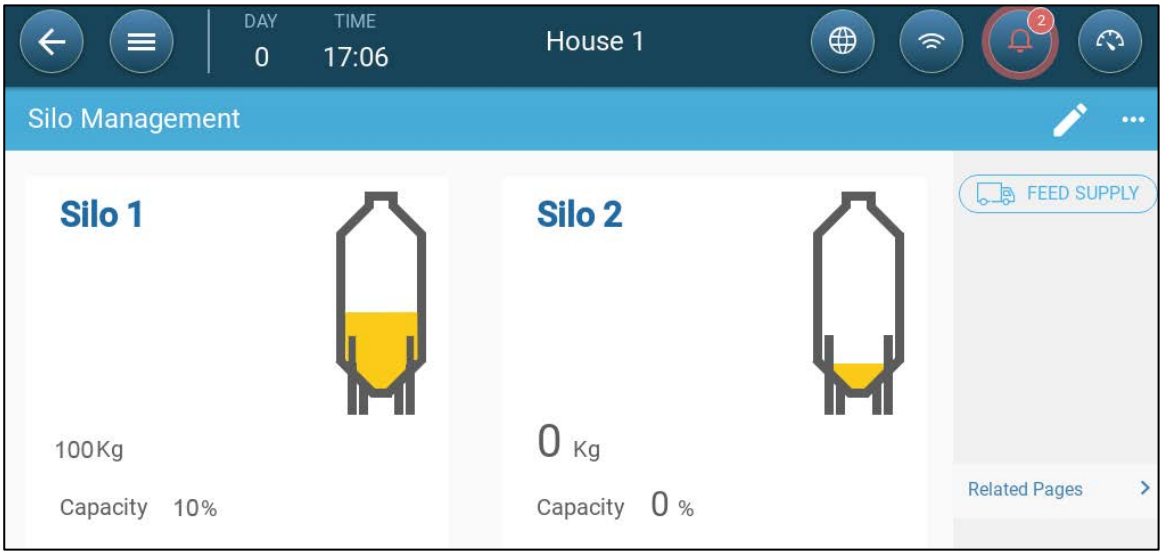 DAY TIME
0 17:06
House 1
2
Silo Management
Silo 1
100Kg
Capacity 10%
Silo 2
0 Kg
Capacity 0 %
FEED SUPPLY
Related Pages